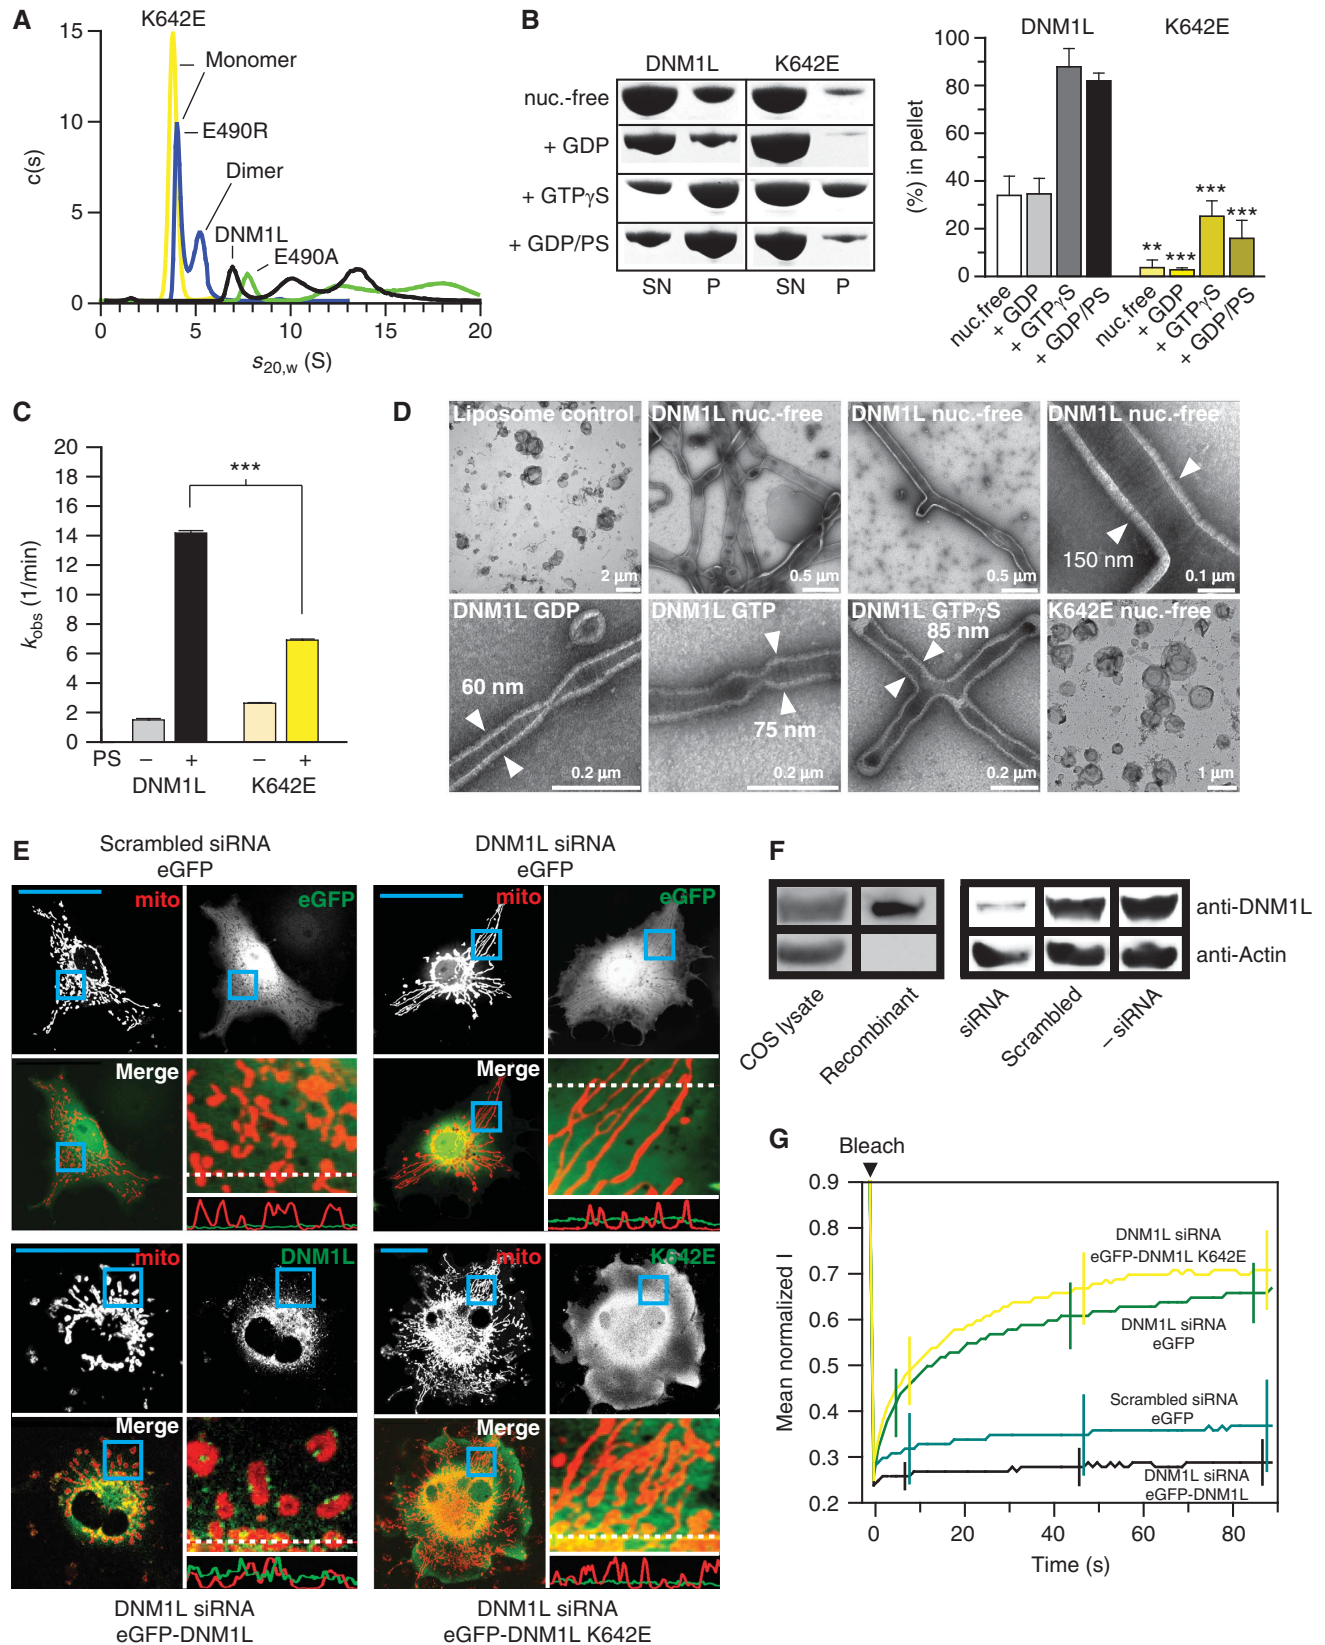 A
K642E
15
10
5
0
c(s)
Monomer
E490R
Dimer
DNM1L
E490A
0 5 10 15 20
s20,w (S)
B
DNM1L K642E
nuc.-free
+ GDP
+ GTPγS
+ GDP/PS
SN P SN P
DNM1L K642E
100
80
60
40
20
0
(%) in pellet
** *** *** ***
nuc.free
+ GDP
+ GTPγS
+ GDP/PS
nuc.free
+ GDP
+ GTPγS
+ GDP/PS
C
20
18
16
14
12
10
8
6
4
2
0
kobs (1/min)
***
PS – + – +
DNM1L K642E
D
Liposome control
2 µm
DNM1L nuc.-free
0.5 µm
DNM1L nuc.-free
0.5 µm
DNM1L nuc.-free
150 nm
0.1 µm
DNM1L GDP
60 nm
0.2 µm
DNM1L GTP
75 nm
0.2 µm
DNM1L GTPγS
85 nm
0.2 µm
K642E nuc.-free
1 µm
E
Scrambled siRNA
eGFP
mito
eGFP
Merge
DNM1L siRNA
eGFP
mito
eGFP
Merge
mito
DNM1L
Merge
DNM1L siRNA
eGFP-DNM1L
mito
K642E
Merge
DNM1L siRNA
eGFP-DNM1L K642E
F
anti-DNM1L
anti-Actin
COS lysate
Recombinant
siRNA
Scrambled
– siRNA
G
Bleach
0.9
0.8
0.7
0.6
0.5
0.4
0.3
0.2
Mean normalized I
DNM1L siRNA
eGFP-DNM1L K642E
DNM1L siRNA
eGFP
Scrambled siRNA
eGFP
DNM1L siRNA
eGFP-DNM1L
0 20 40 60 80
Time (s)